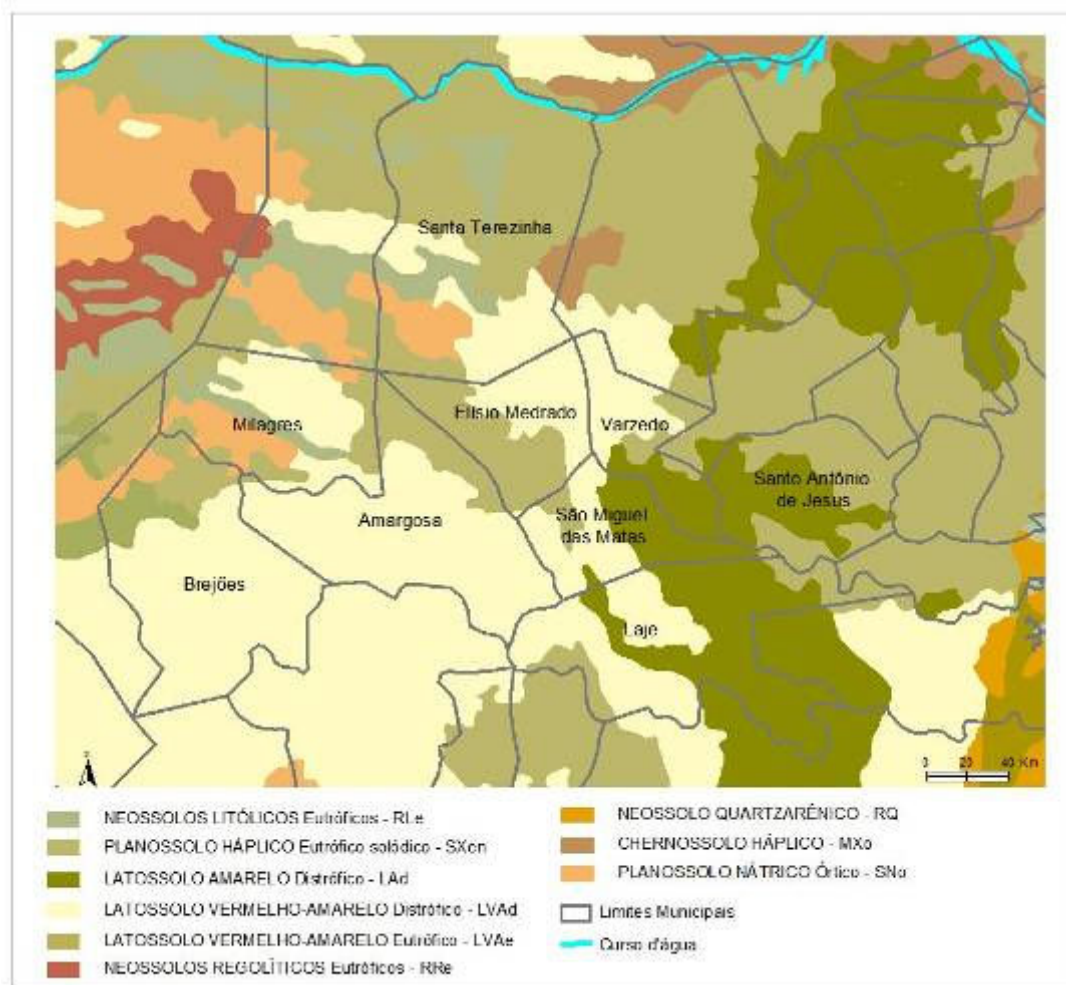 Santa Terezinha
Milagres
Elísio Medrado
Varzedo
Santo Antônio
de Jesus
São Miguel
das Matas
Amargosa
Brejões
Laje
0 20 40 Km
NEOSSOLOS LITÓLICOS Eutróficos - RLe
PLANOSSOLO HÁPLICO Eutrófico solódico - SXen
LATOSSOLO AMARELO Distrófico - LAd
LATOSSOLO VERMELHO-AMARELO Distrófico - LVAd
LATOSSOLO VERMELHO-AMARELO Eutrófico - LVAe
NEOSSOLOS REGOLÍTICOS Eutróficos - RRe
NEOSSOLO QUARTZARÊNICO - RQ
CHERNOSSOLO HÁPLICO - MXo
PLANOSSOLO NÁTRICO Órtico - SNo
Limites Municipais
Curso d'água